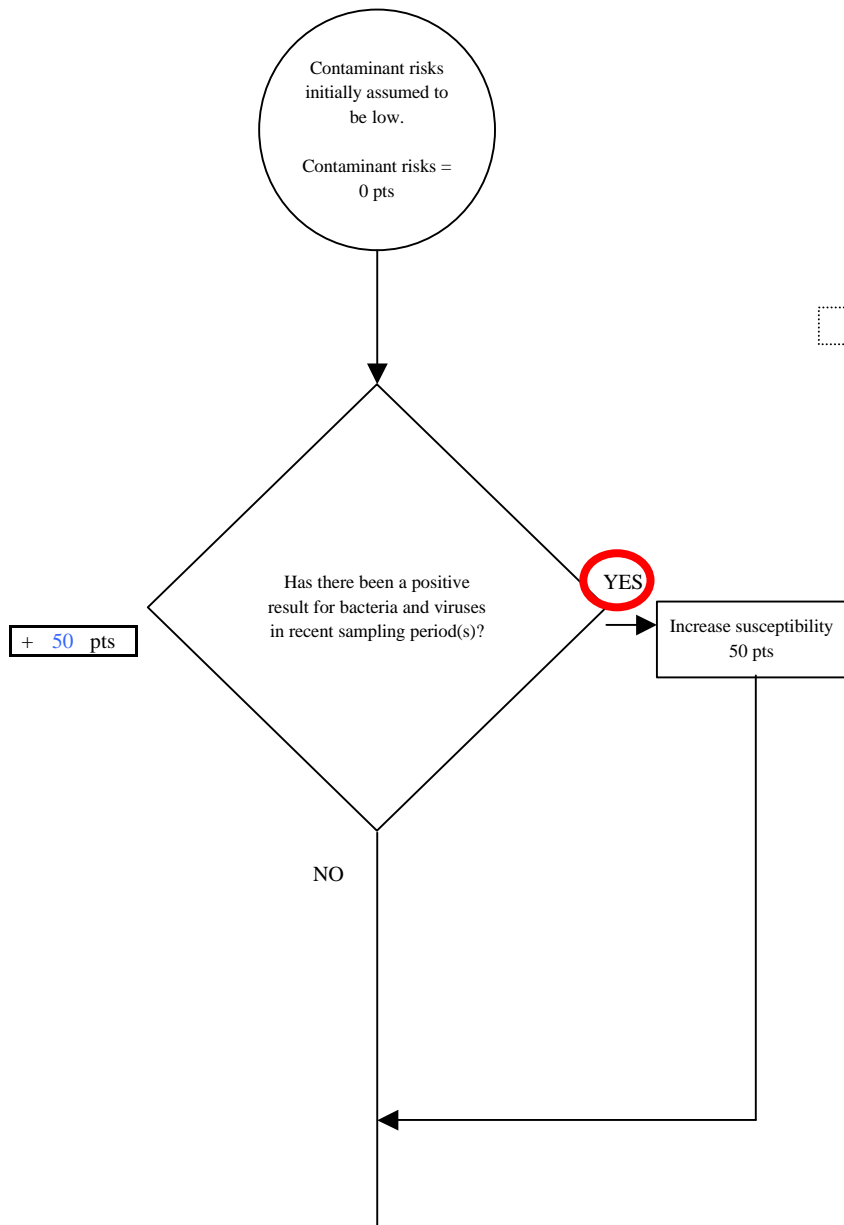 Contaminant risks
initially assumed to
be low.
Contaminant risks =
0 pts
Has there been a positive
result for bacteria and viruses
in recent sampling period(s)?
YES
+ 50 pts
Increase susceptibility
50 pts
NO